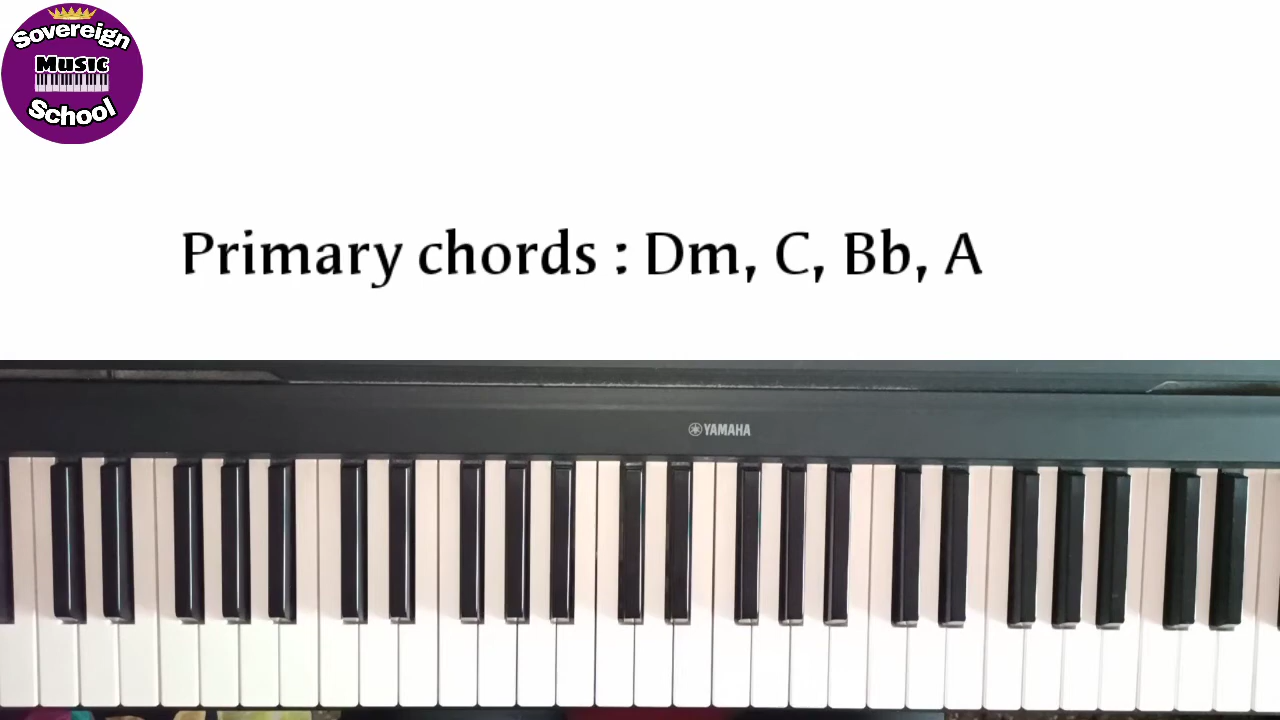 Sovereign
Music
School
Primary chords : Dm, C, Bb, A
YAMAHA